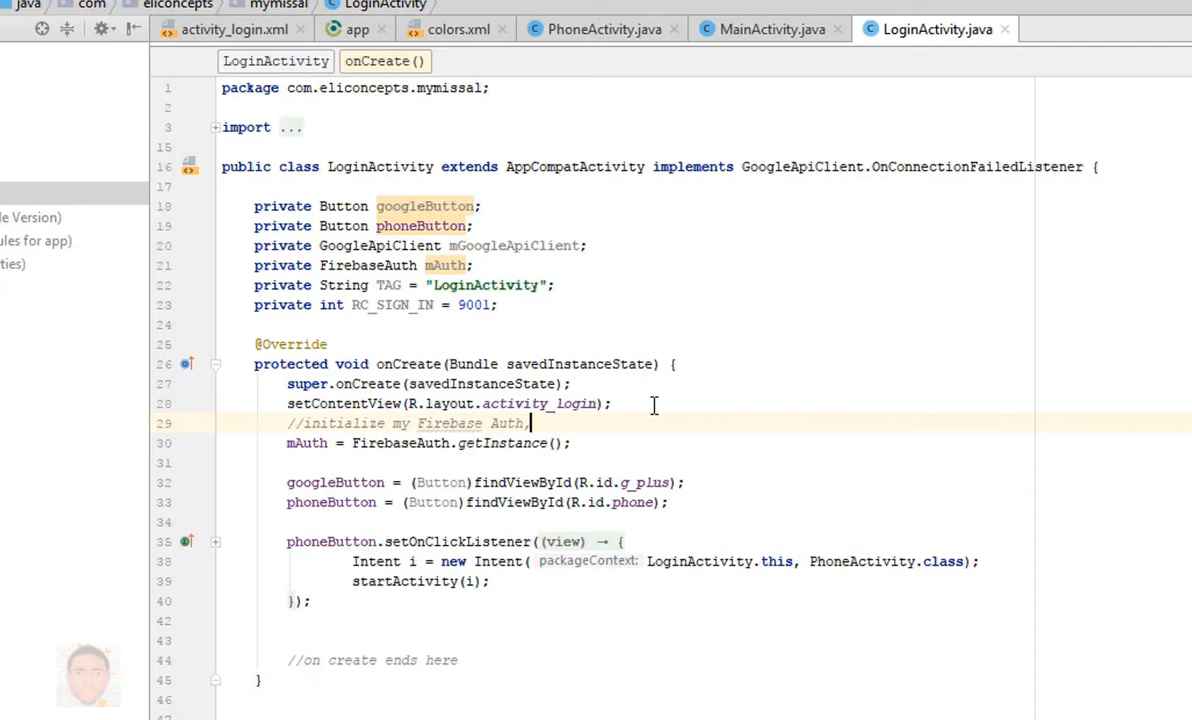 java com eliconcepts mymissal LoginActivity
activity_login.xml app colors.xml PhoneActivity.java MainActivity.java LoginActivity.java
LoginActivity onCreate()
1 package com.eliconcepts.mymissal;
2
3 import ...
15
16 public class LoginActivity extends AppCompatActivity implements GoogleApiClient.OnConnectionFailedListener {
17
18 private Button googleButton;
19 private Button phoneButton;
20 private GoogleApiClient mGoogleApiClient;
21 private FirebaseAuth mAuth;
22 private String TAG = "LoginActivity";
23 private int RC_SIGN_IN = 9001;
24
25 @Override
26 protected void onCreate(Bundle savedInstanceState) {
27 super.onCreate(savedInstanceState);
28 setContentView(R.layout.activity_login);
29 //initialize my Firebase Auth,
30 mAuth = FirebaseAuth.getInstance();
31
32 googleButton = (Button)findViewById(R.id.g_plus);
33 phoneButton = (Button)findViewById(R.id.phone);
34
35 phoneButton.setOnClickListener((view) → {
38 Intent i = new Intent( packageContext: LoginActivity.this, PhoneActivity.class);
39 startActivity(i);
40 });
42
43
44 //on create ends here
45 }
46
le Version)
ules for app)
ties)